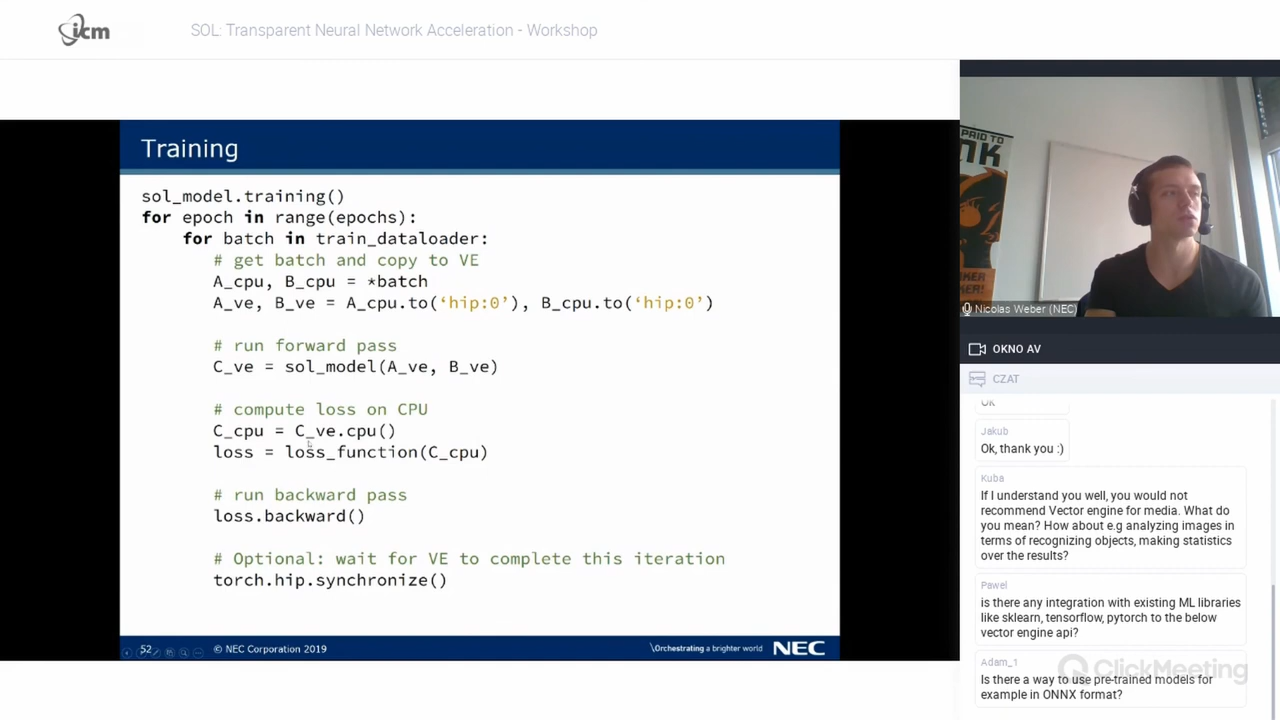 icm
SOL: Transparent Neural Network Acceleration - Workshop
Training
sol_model.training()
for epoch in range(epochs):
for batch in train_dataloader:
# get batch and copy to VE
A_cpu, B_cpu = *batch
A_ve, B_ve = A_cpu.to(‘hip:0’), B_cpu.to(‘hip:0’)
# run forward pass
C_ve = sol_model(A_ve, B_ve)
# compute loss on CPU
C_cpu = C_ve.cpu()
loss = loss_function(C_cpu)
# run backward pass
loss.backward()
# Optional: wait for VE to complete this iteration
torch.hip.synchronize()
52
© NEC Corporation 2019
\Orchestrating a brighter world
NEC
PAID TO
NK
Nicolas Weber (NEC)
OKNO AV
CZAT
Ok
Jakub
Ok, thank you :)
Kuba
If I understand you well, you would not
recommend Vector engine for media. What do
you mean? How about e.g analyzing images in
terms of recognizing objects, making statistics
over the results?
Pawel
is there any integration with existing ML libraries
like sklearn, tensorflow, pytorch to the below
vector engine api?
Adam_1
Is there a way to use pre-trained models for
example in ONNX format?
ClickMeeting